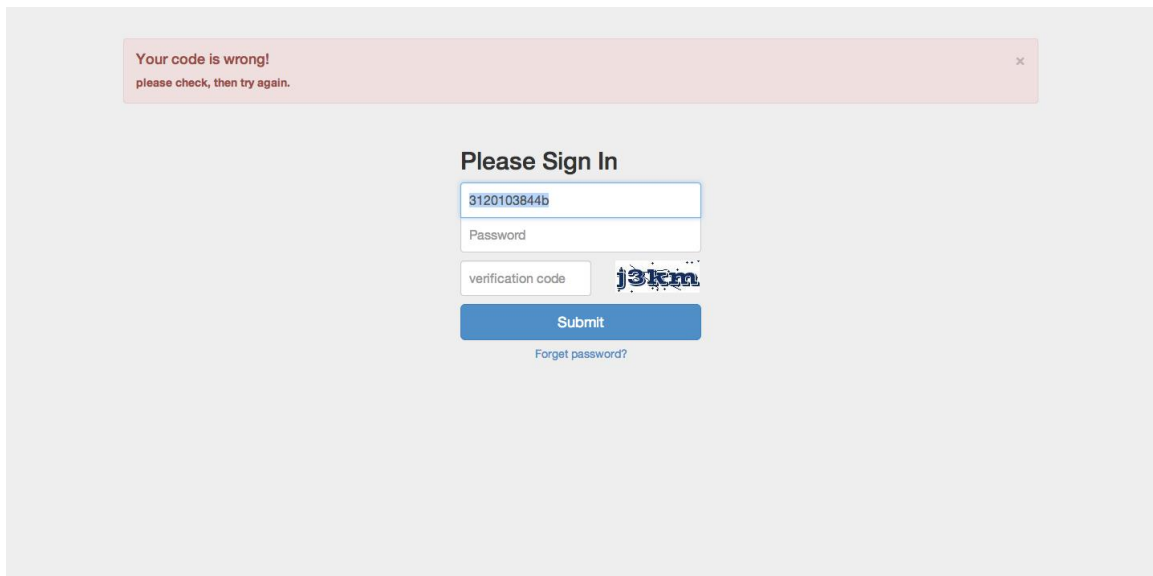 Your code is wrong!
×
please check, then try again.
Please Sign In
3120103844b
Password
verification code
j3km
Submit
Forget password?